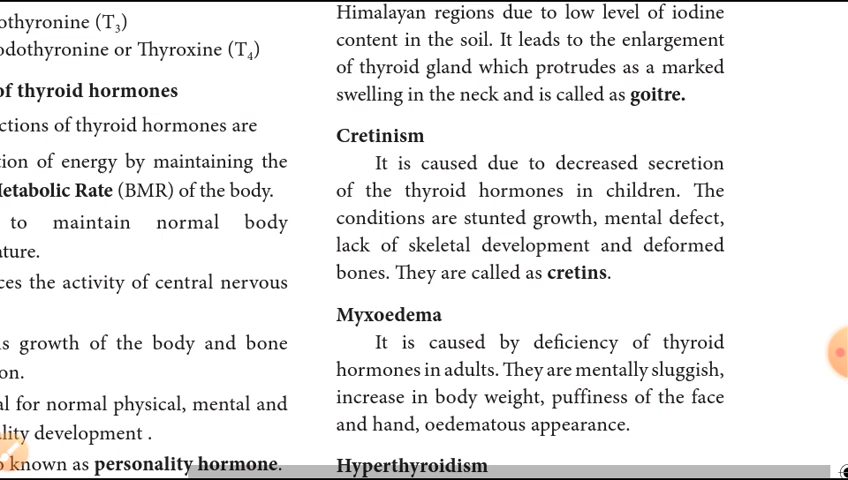 othyronine (T3)
odothyronine or Thyroxine (T4)
of thyroid hormones
ctions of thyroid hormones are
tion of energy by maintaining the
Metabolic Rate (BMR) of the body.
to maintain normal body
ature.
ces the activity of central nervous
s growth of the body and bone
on.
al for normal physical, mental and
ality development .
known as personality hormone.
Himalayan regions due to low level of iodine
content in the soil. It leads to the enlargement
of thyroid gland which protrudes as a marked
swelling in the neck and is called as goitre.
Cretinism
It is caused due to decreased secretion
of the thyroid hormones in children. The
conditions are stunted growth, mental defect,
lack of skeletal development and deformed
bones. They are called as cretins.
Myxoedema
It is caused by deficiency of thyroid
hormones in adults. They are mentally sluggish,
increase in body weight, puffiness of the face
and hand, oedematous appearance.
Hyperthyroidism